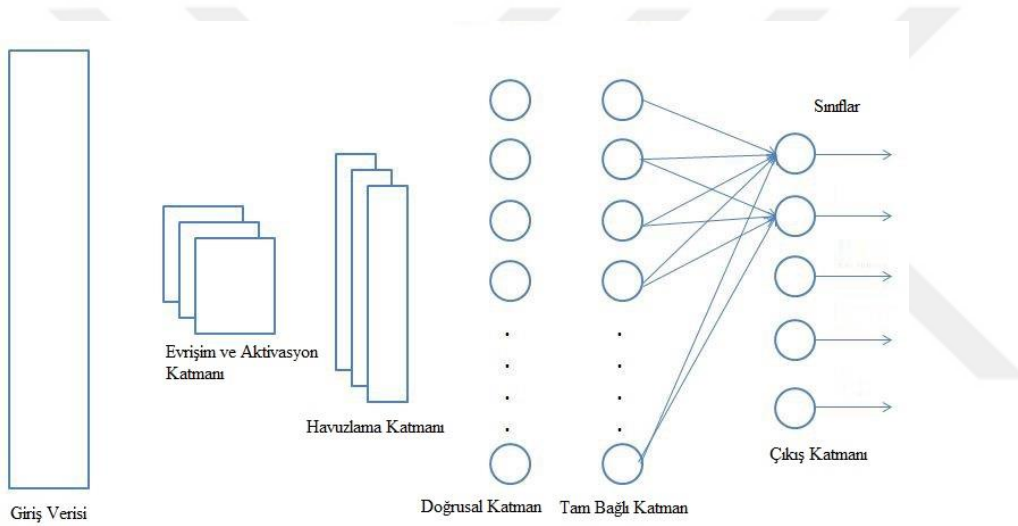 Sınıflar
Evrişim ve Aktivasyon
Katmanı
Havuzlama Katmanı
Çıkış Katmanı
Doğrusal Katman
Tam Bağlı Katman
Giriş Verisi